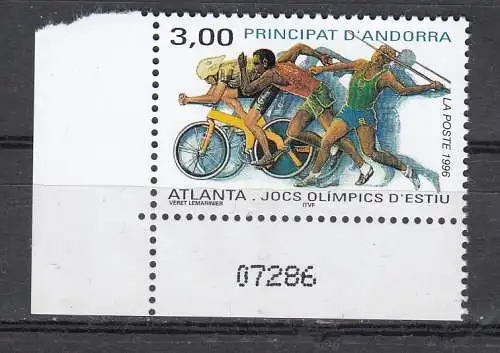 3,00 PRINCIPAT D'ANDORRA
LA POSTE 1996
ATLANTA . JOCS OLÍMPICS D'ESTIU
VERET LEMARINIER ITVF
07286